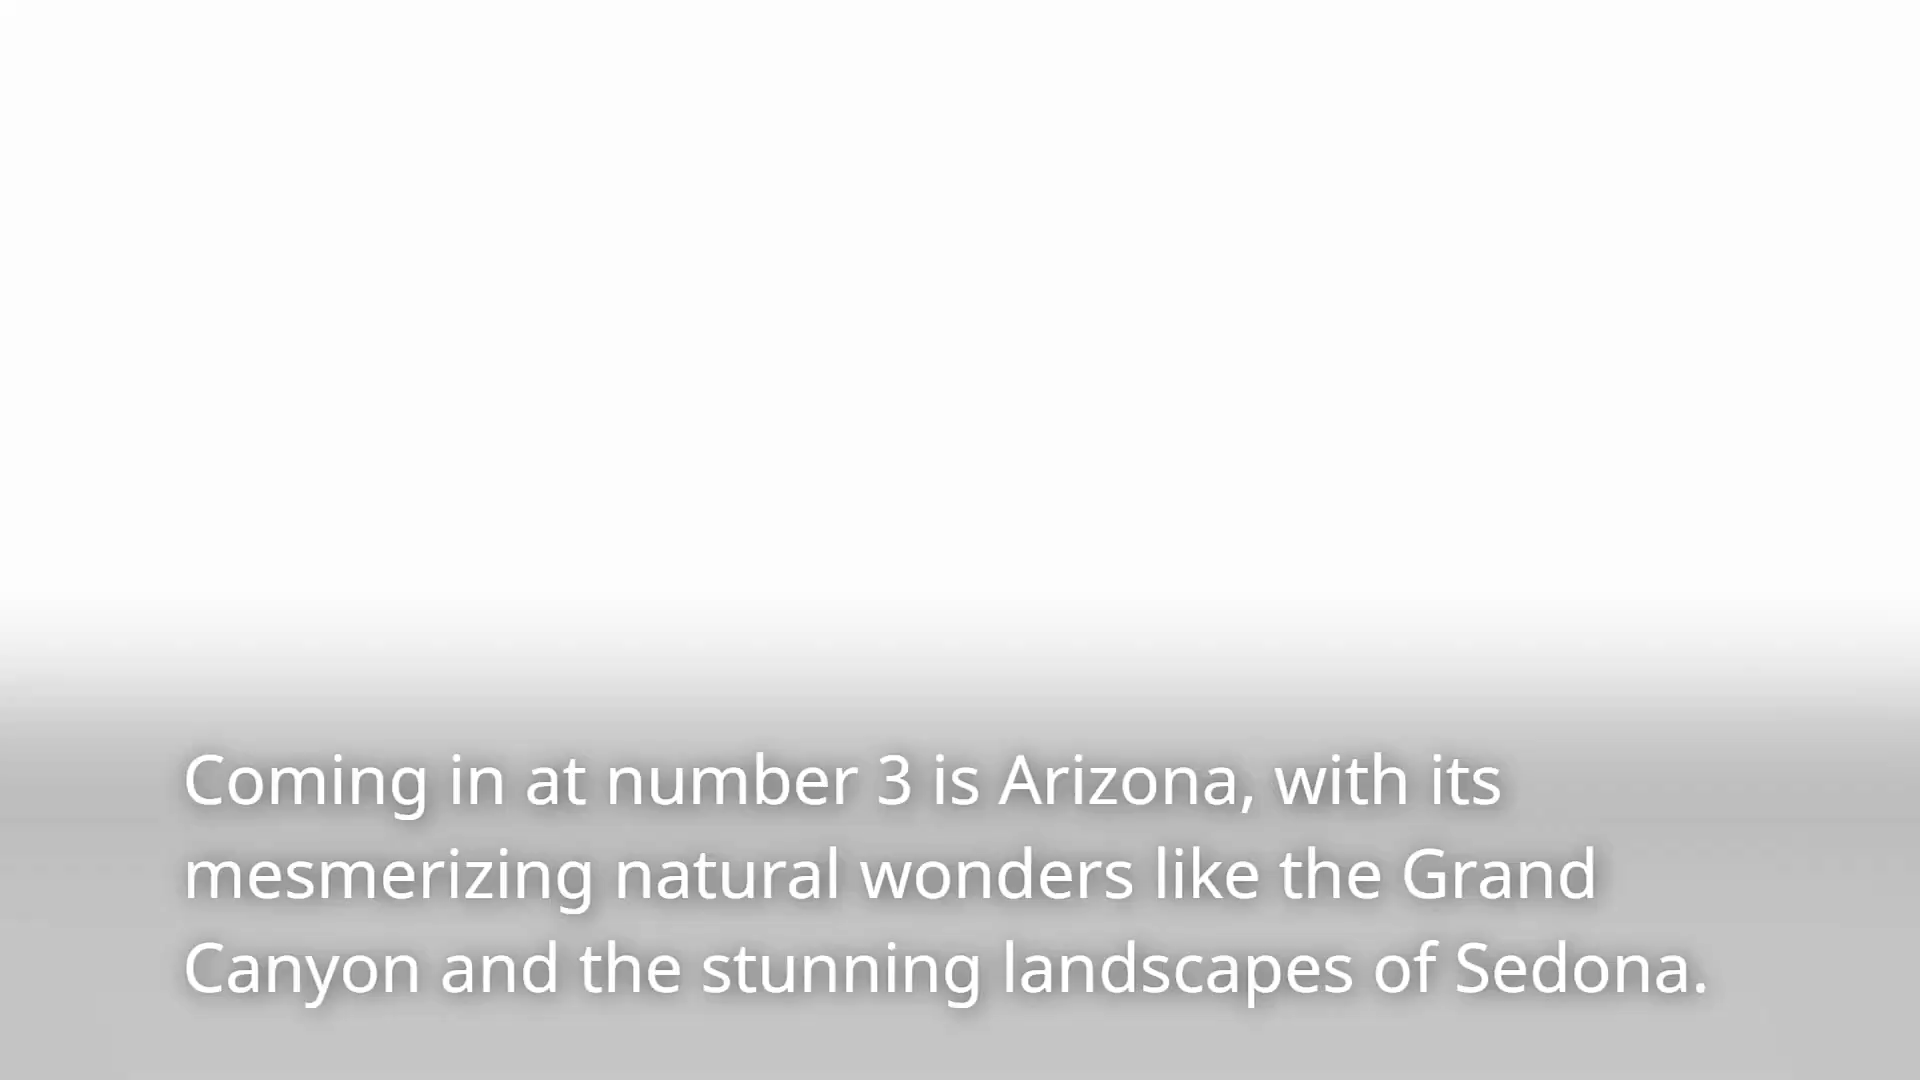 Coming in at number 3 is Arizona, with its
mesmerizing natural wonders like the Grand
Canyon and the stunning landscapes of Sedona.